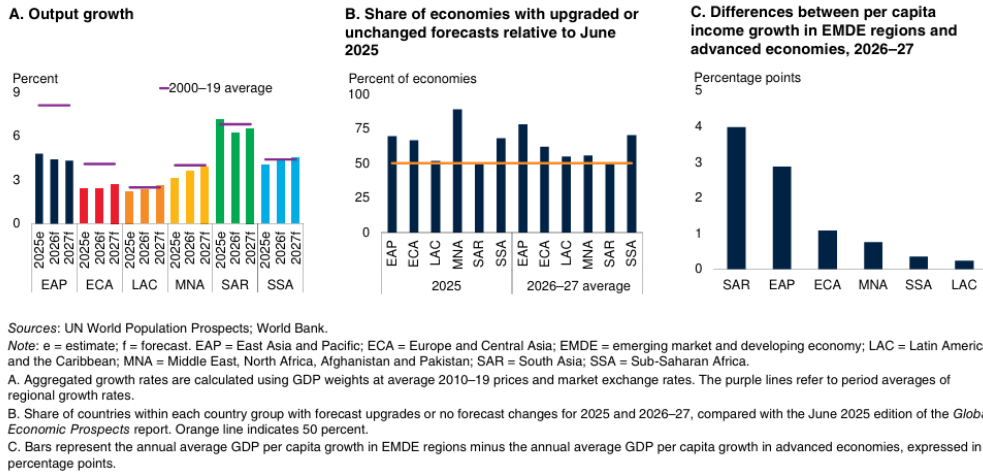 A. Output growth
Percent
9
6
3
0
2000–19 average
2025e 2026f 2027f 2025e 2026f 2027f 2025e 2026f 2027f 2025e 2026f 2027f 2025e 2026f 2027f 2025e 2026f 2027f
EAP ECA LAC MNA SAR SSA
B. Share of economies with upgraded or
unchanged forecasts relative to June
2025
Percent of economies
100
75
50
25
0
EAP ECA LAC MNA SAR SSA EAP ECA LAC MNA SAR SSA
2025 2026–27 average
C. Differences between per capita
income growth in EMDE regions and
advanced economies, 2026–27
Percentage points
5
4
3
2
1
0
SAR EAP ECA MNA SSA LAC
Sources: UN World Population Prospects; World Bank.
Note: e = estimate; f = forecast. EAP = East Asia and Pacific; ECA = Europe and Central Asia; EMDE = emerging market and developing economy; LAC = Latin Americ
and the Caribbean; MNA = Middle East, North Africa, Afghanistan and Pakistan; SAR = South Asia; SSA = Sub-Saharan Africa.
A. Aggregated growth rates are calculated using GDP weights at average 2010–19 prices and market exchange rates. The purple lines refer to period averages of
regional growth rates.
B. Share of countries within each country group with forecast upgrades or no forecast changes for 2025 and 2026–27, compared with the June 2025 edition of the Globa
Economic Prospects report. Orange line indicates 50 percent.
C. Bars represent the annual average GDP per capita growth in EMDE regions minus the annual average GDP per capita growth in advanced economies, expressed in
percentage points.